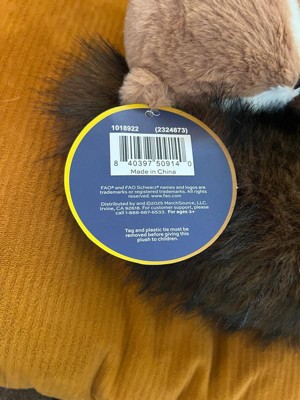 1018922 (2324873)
8 40397 50914 0
Made in China
FAO® and FAO Schwarz® names and logos are
trademarks or registered trademarks. All rights
reserved. www.fao.com
Distributed by and ©2025 MerchSource, LLC.
Irvine, CA 92618. For customer support, please
call 1-888-687-6533. For ages 3+
Tag and plastic tie must be
removed before giving this
plush to children.